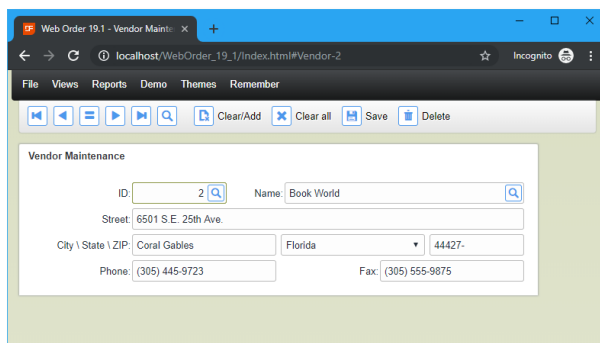 DF Web Order 19.1 - Vendor Mainte
localhost/WebOrder_19_1/Index.html#Vendor-2 Incognito
File Views Reports Demo Themes Remember
Clear/Add Clear all Save Delete
Vendor Maintenance
ID: 2 Name: Book World
Street: 6501 S.E. 25th Ave.
City \ State \ ZIP: Coral Gables Florida 44427-
Phone: (305) 445-9723 Fax: (305) 555-9875